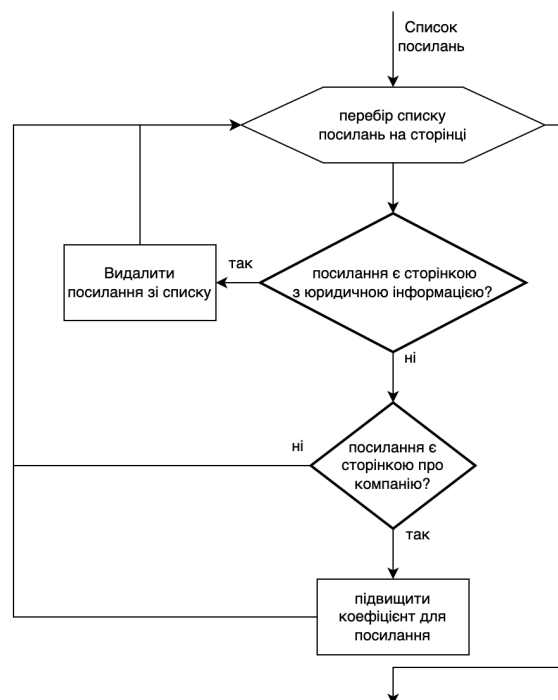 Список
посилань
перебір списку
посилань на сторінці
так
Видалити
посилання зі списку
посилання є сторінкою
з юридичною інформацією?
ні
ні
посилання є
сторінкою про
компанію?
так
підвищити
коефіцієнт для
посилання